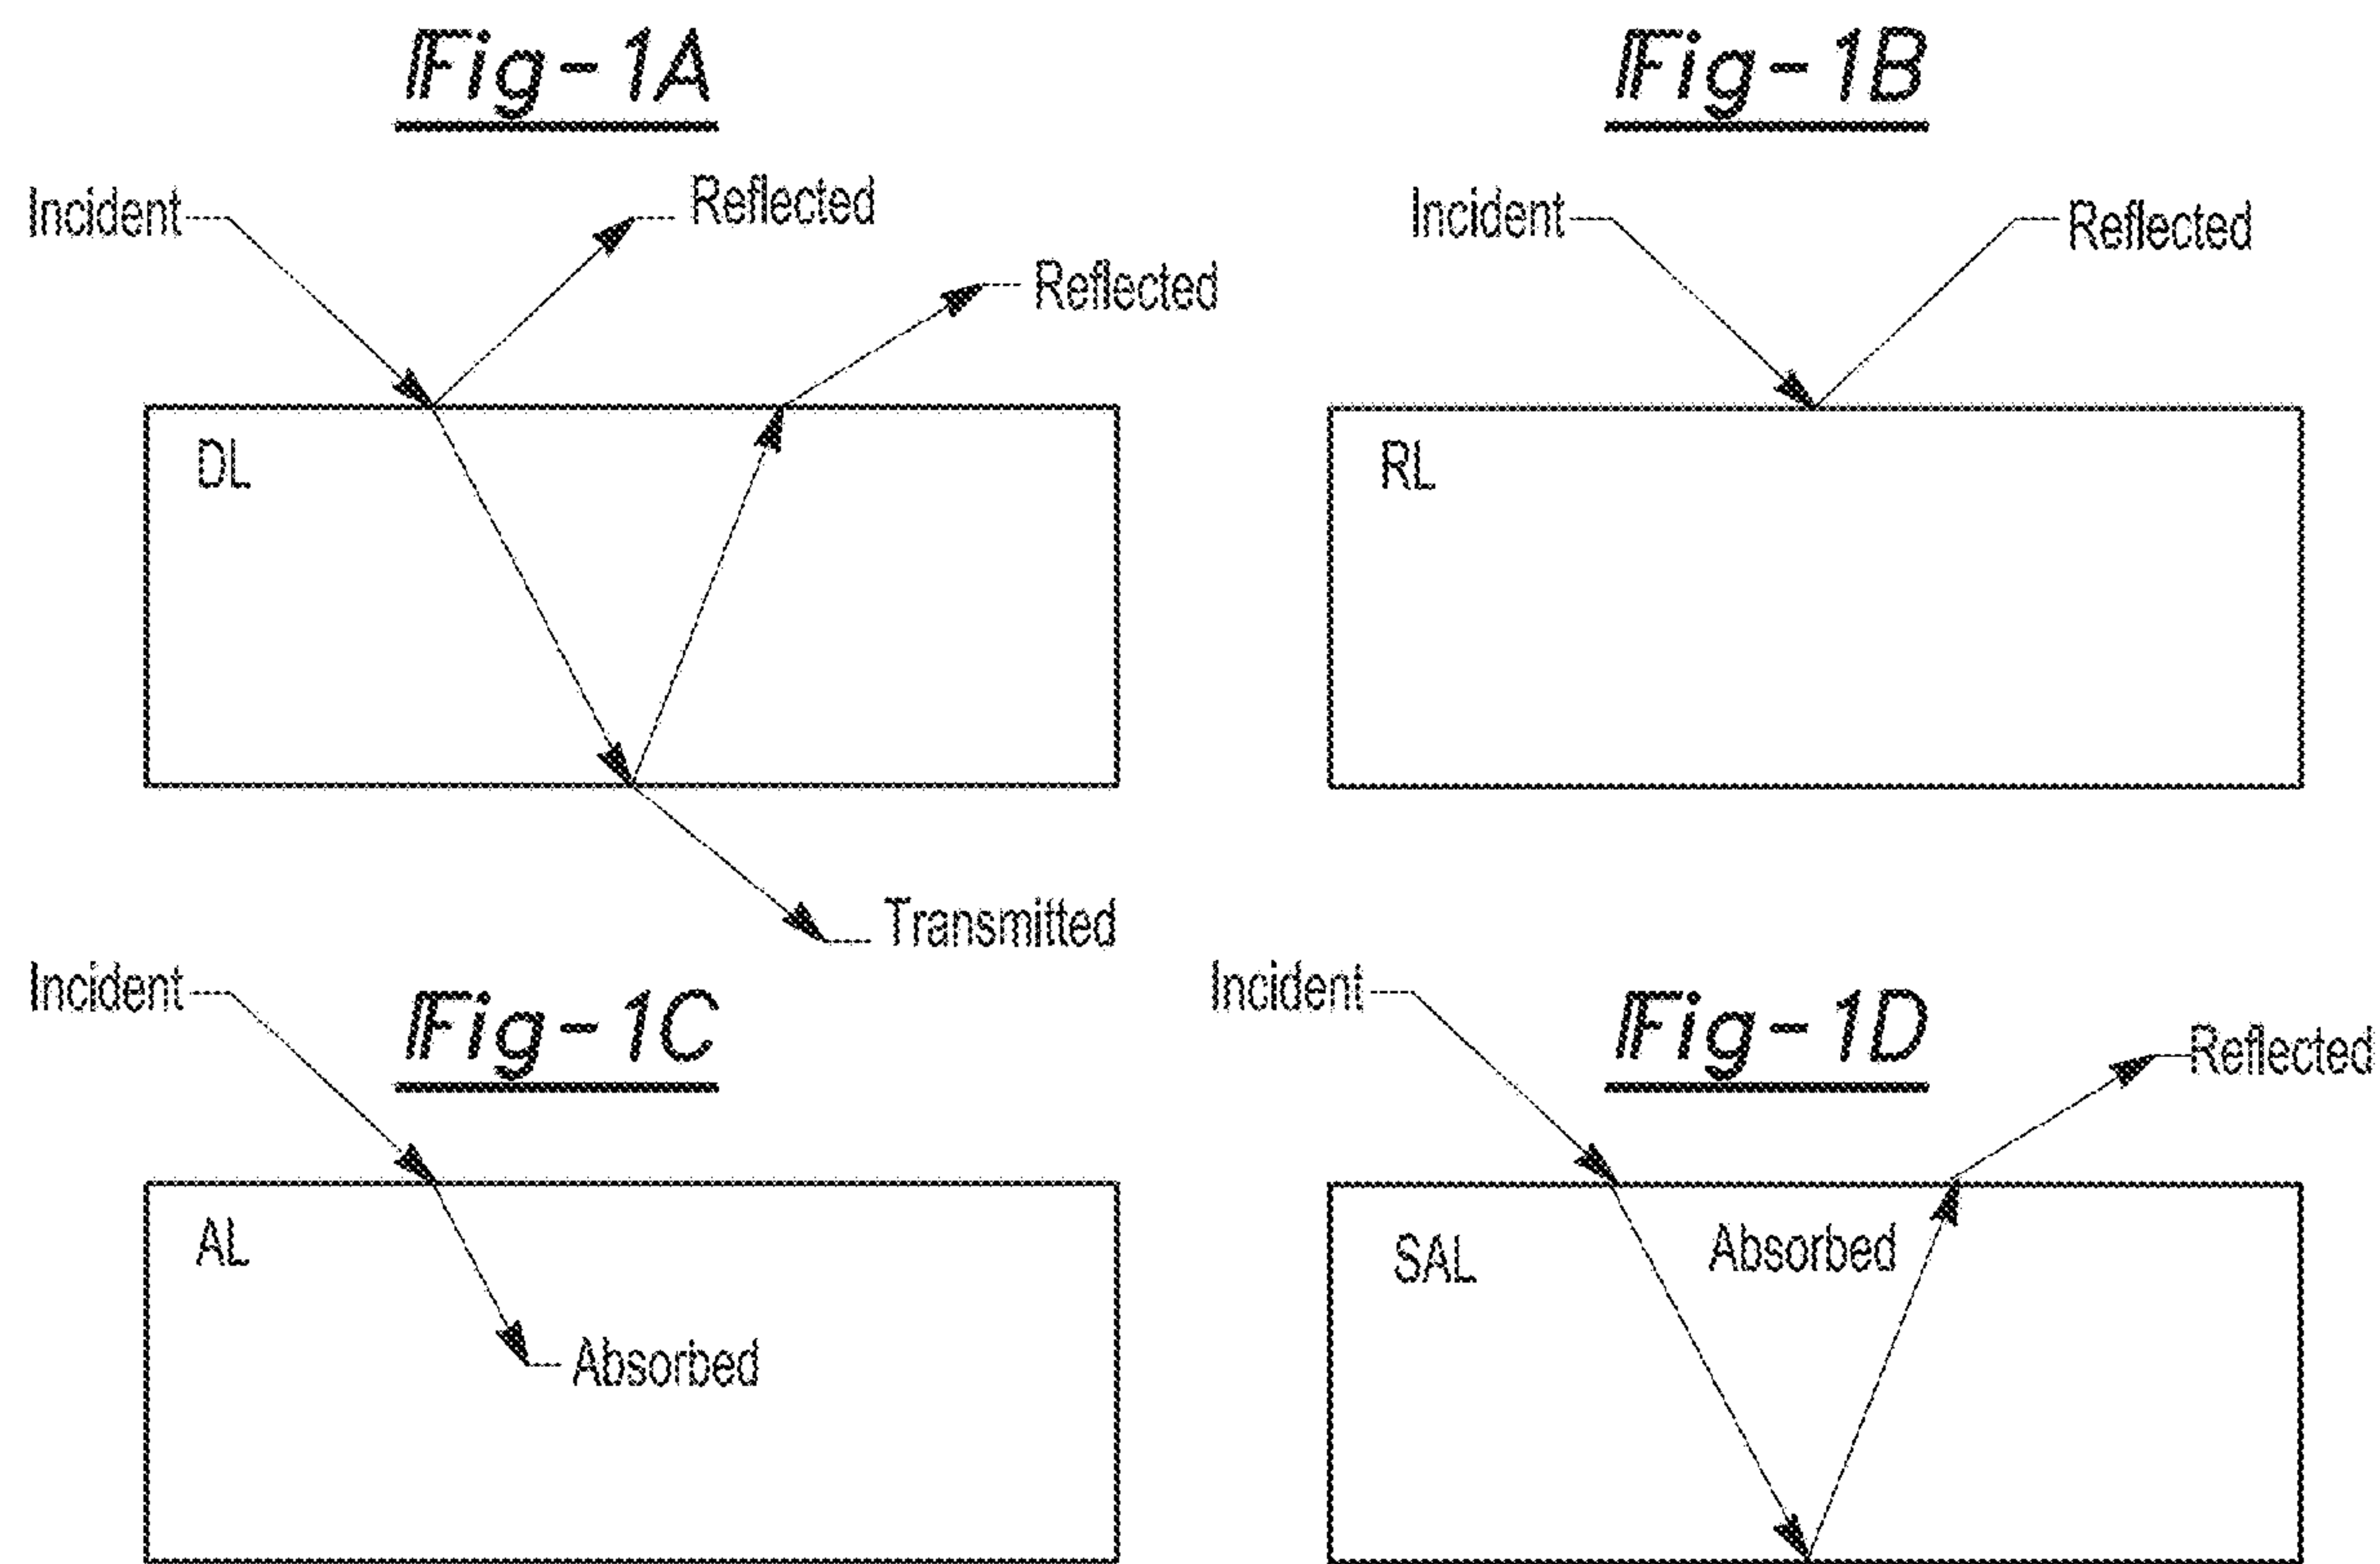 Fig-1A
Incident
Reflected
Reflected
DL
Transmitted
Fig-1B
Incident
Reflected
RL
Fig-1C
Incident
AL
Absorbed
Fig-1D
Incident
Reflected
SAL
Absorbed